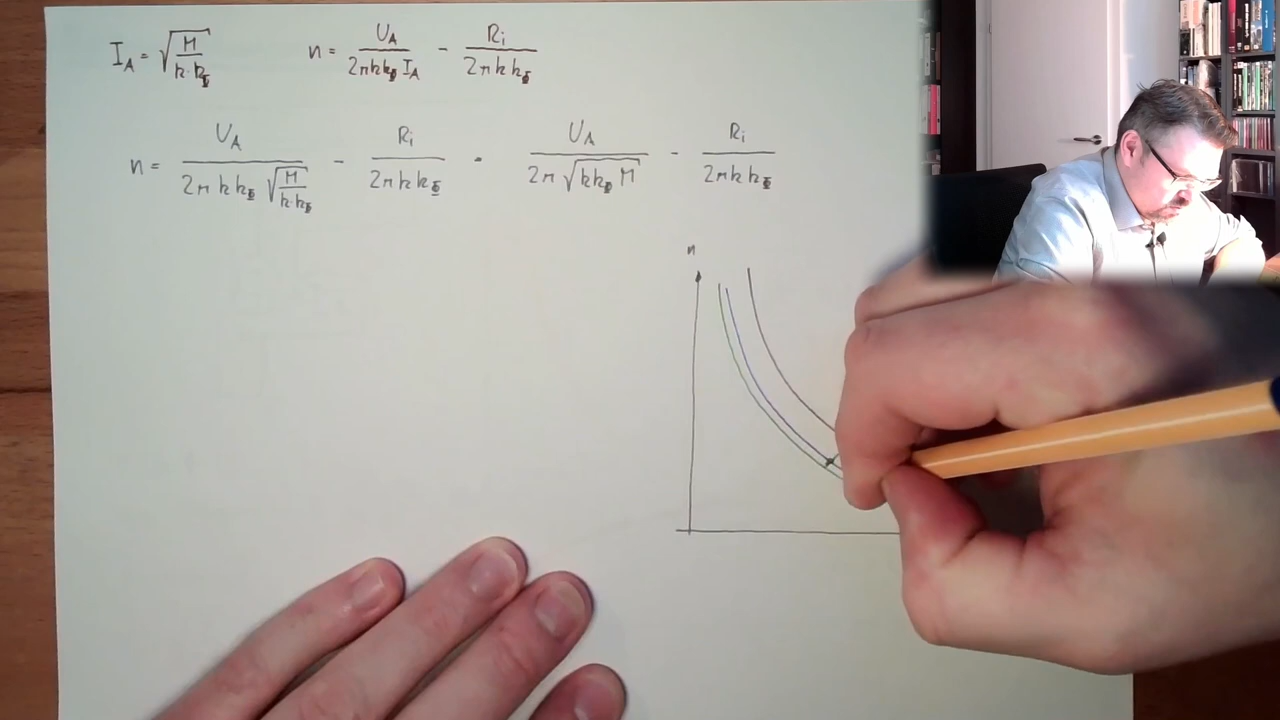 I_A = √(M / k·k_Φ)   n = U_A / (2π k k_Φ I_A) - R_i / (2π k k_Φ)
n = U_A / (2π k k_Φ √(M / k·k_Φ)) - R_i / (2π k k_Φ) = U_A / (2π √(k k_Φ M)) - R_i / (2π k k_Φ)
n